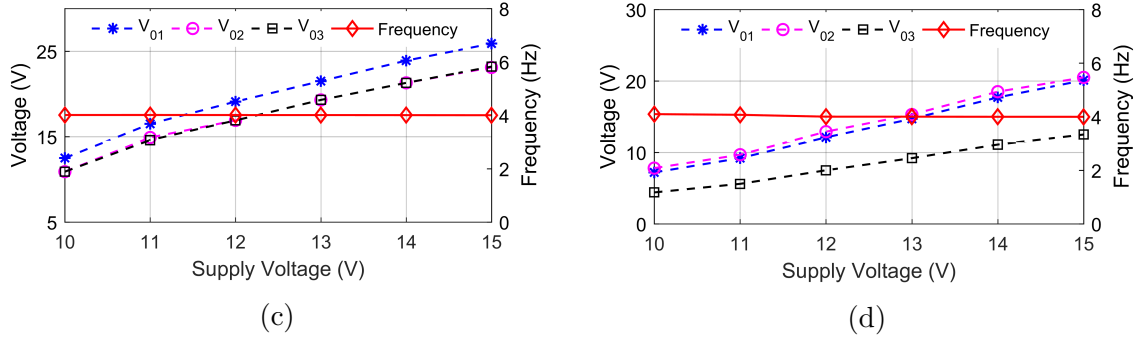 V01 V02 V03 Frequency
25
15
5
Voltage (V)
8
6
4
2
0
Frequency (Hz)
10 11 12 13 14 15
Supply Voltage (V)
(c)
V01 V02 V03 Frequency
30
20
10
0
Voltage (V)
8
6
4
2
0
Frequency (Hz)
10 11 12 13 14 15
Supply Voltage (V)
(d)